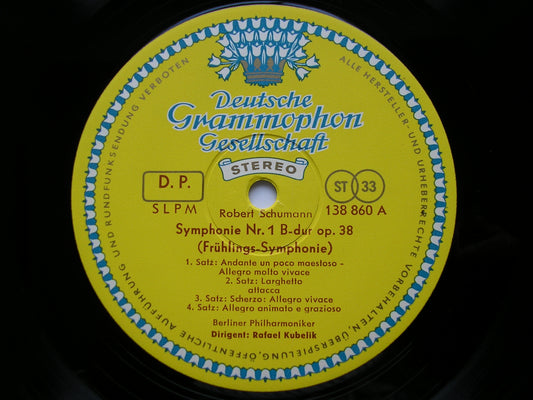 Deutsche
Grammophon
Gesellschaft
STEREO
D. P.
SLPM
ST 33
138 860 A
Robert Schumann
Symphonie Nr. 1 B-dur op. 38
(Frühlings-Symphonie)
1. Satz: Andante un poco maestoso –
Allegro molto vivace
2. Satz: Larghetto
attacca
3. Satz: Scherzo: Allegro vivace
4. Satz: Allegro animato e grazioso
Berliner Philharmoniker
Dirigent: Rafael Kubelik
ALLE HERSTELLER- UND URHEBERRECHTE VORBEHALTEN, ÜBERSPIELUNG, ÖFFENTLICHE AUFFÜHRUNG UND RUNDFUNKSENDUNG VERBOTEN